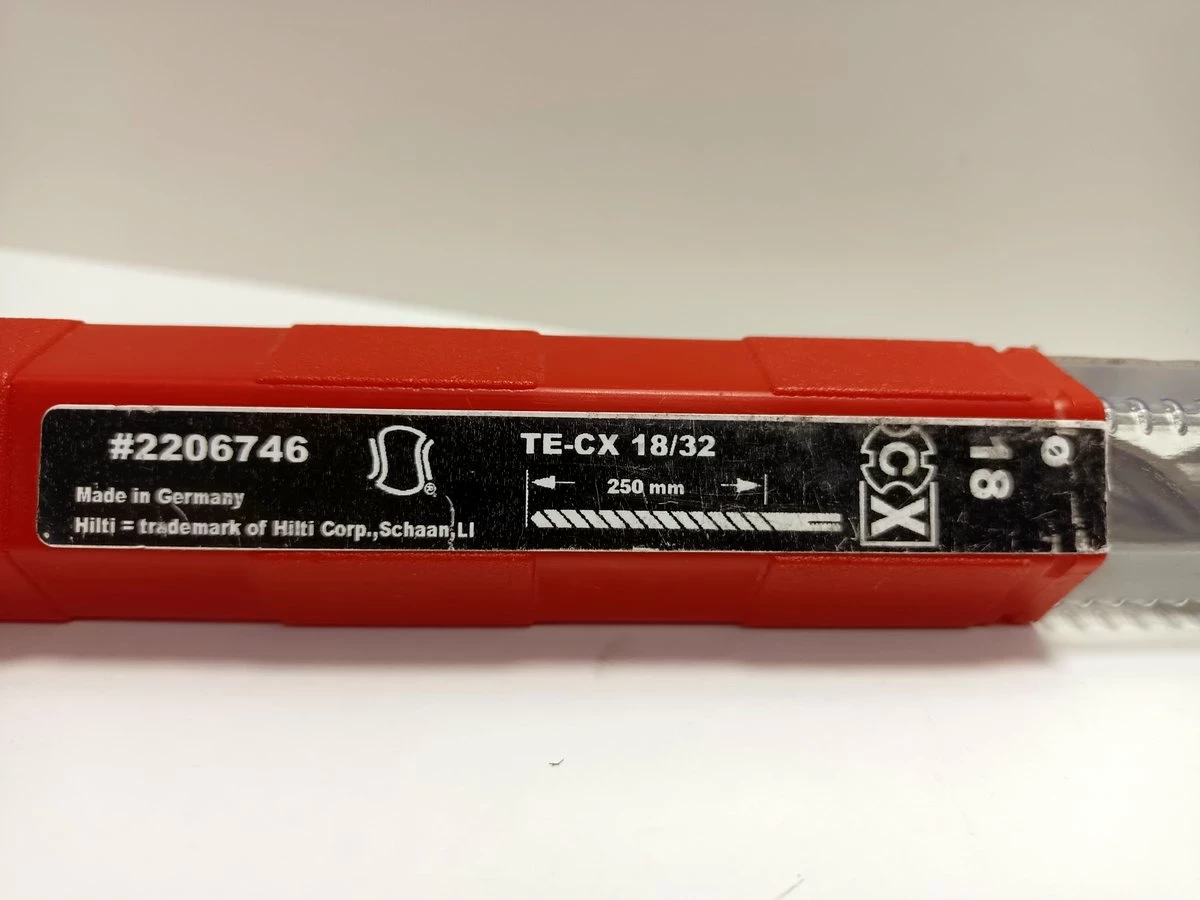 #2206746
Made in Germany
Hilti = trademark of Hilti Corp.,Schaan,LI
®
TE-CX 18/32
250 mm
CX
ø 18